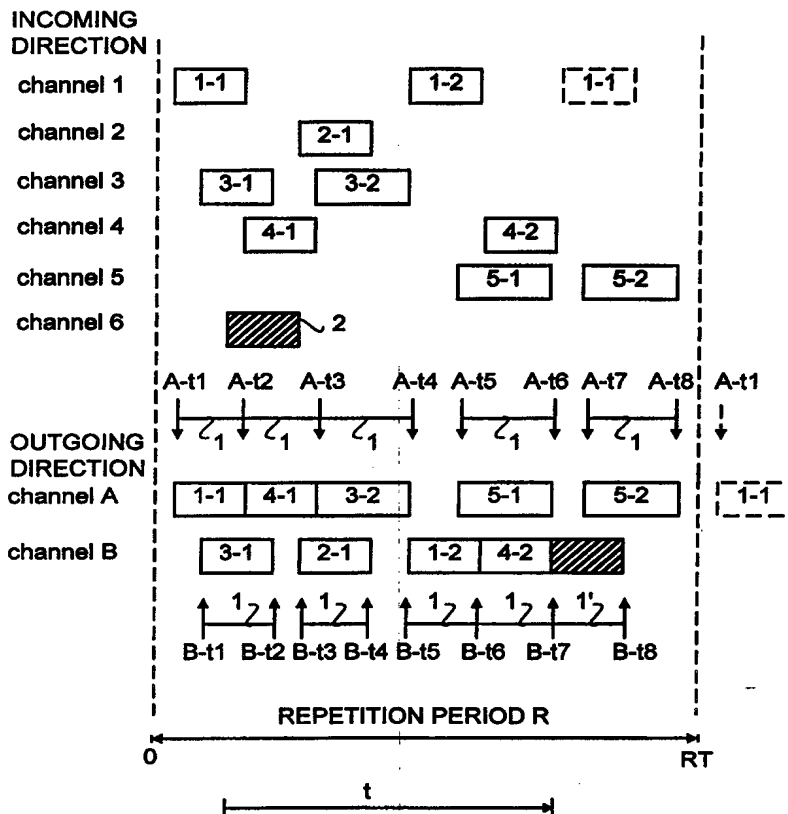 INCOMING
DIRECTION
channel 1 1-1 1-2 1-1
channel 2 2-1
channel 3 3-1 3-2
channel 4 4-1 4-2
channel 5 5-1 5-2
channel 6 2
A-t1 A-t2 A-t3 A-t4 A-t5 A-t6 A-t7 A-t8 A-t1
1 1 1 1 1
OUTGOING
DIRECTION
channel A 1-1 4-1 3-2 5-1 5-2 1-1
channel B 3-1 2-1 1-2 4-2
1 1 1 1 1'
B-t1 B-t2 B-t3 B-t4 B-t5 B-t6 B-t7 B-t8
REPETITION PERIOD R
0 RT
t